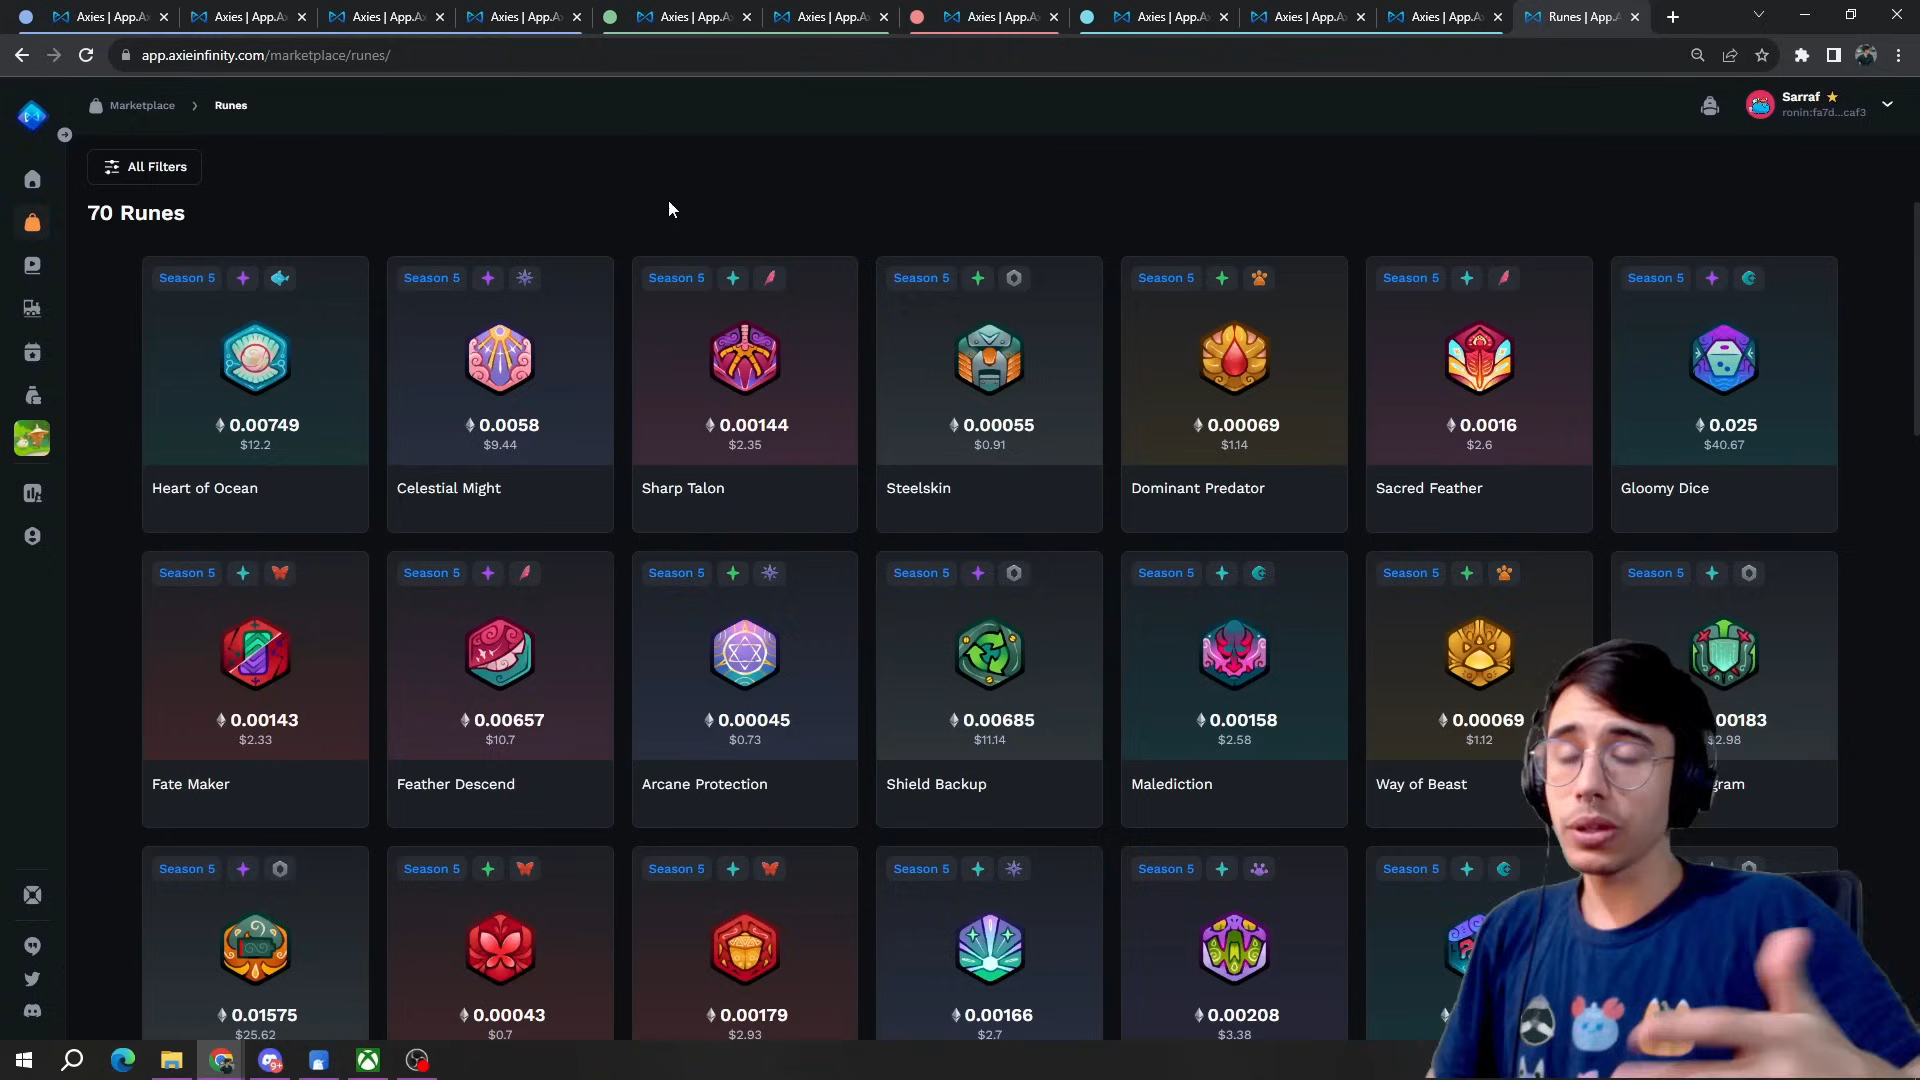 Axies | App.A
Axies | App.A
Axies | App.A
Axies | App.A
Axies | App.A
Axies | App.A
Axies | App.A
Axies | App.A
Axies | App.A
Axies | App.A
Runes | App.A
app.axieinfinity.com/marketplace/runes/
Marketplace > Runes
Sarraf
ronin:fa7d...caf3
All Filters
70 Runes
Season 5
Season 5
Season 5
Season 5
Season 5
Season 5
Season 5
0.00749
0.0058
0.00144
0.00055
0.00069
0.0016
0.025
$12.2
$9.44
$2.35
$0.91
$1.14
$2.6
$40.67
Heart of Ocean
Celestial Might
Sharp Talon
Steelskin
Dominant Predator
Sacred Feather
Gloomy Dice
Season 5
Season 5
Season 5
Season 5
Season 5
Season 5
Season 5
0.00143
0.00657
0.00045
0.00685
0.00158
0.00069
00183
$2.33
$10.7
$0.73
$11.14
$2.58
$1.12
$2.98
Fate Maker
Feather Descend
Arcane Protection
Shield Backup
Malediction
Way of Beast
gram
Season 5
Season 5
Season 5
Season 5
Season 5
Season 5
0.01575
0.00043
0.00179
0.00166
0.00208
$25.62
$0.7
$2.93
$2.7
$3.38
9+